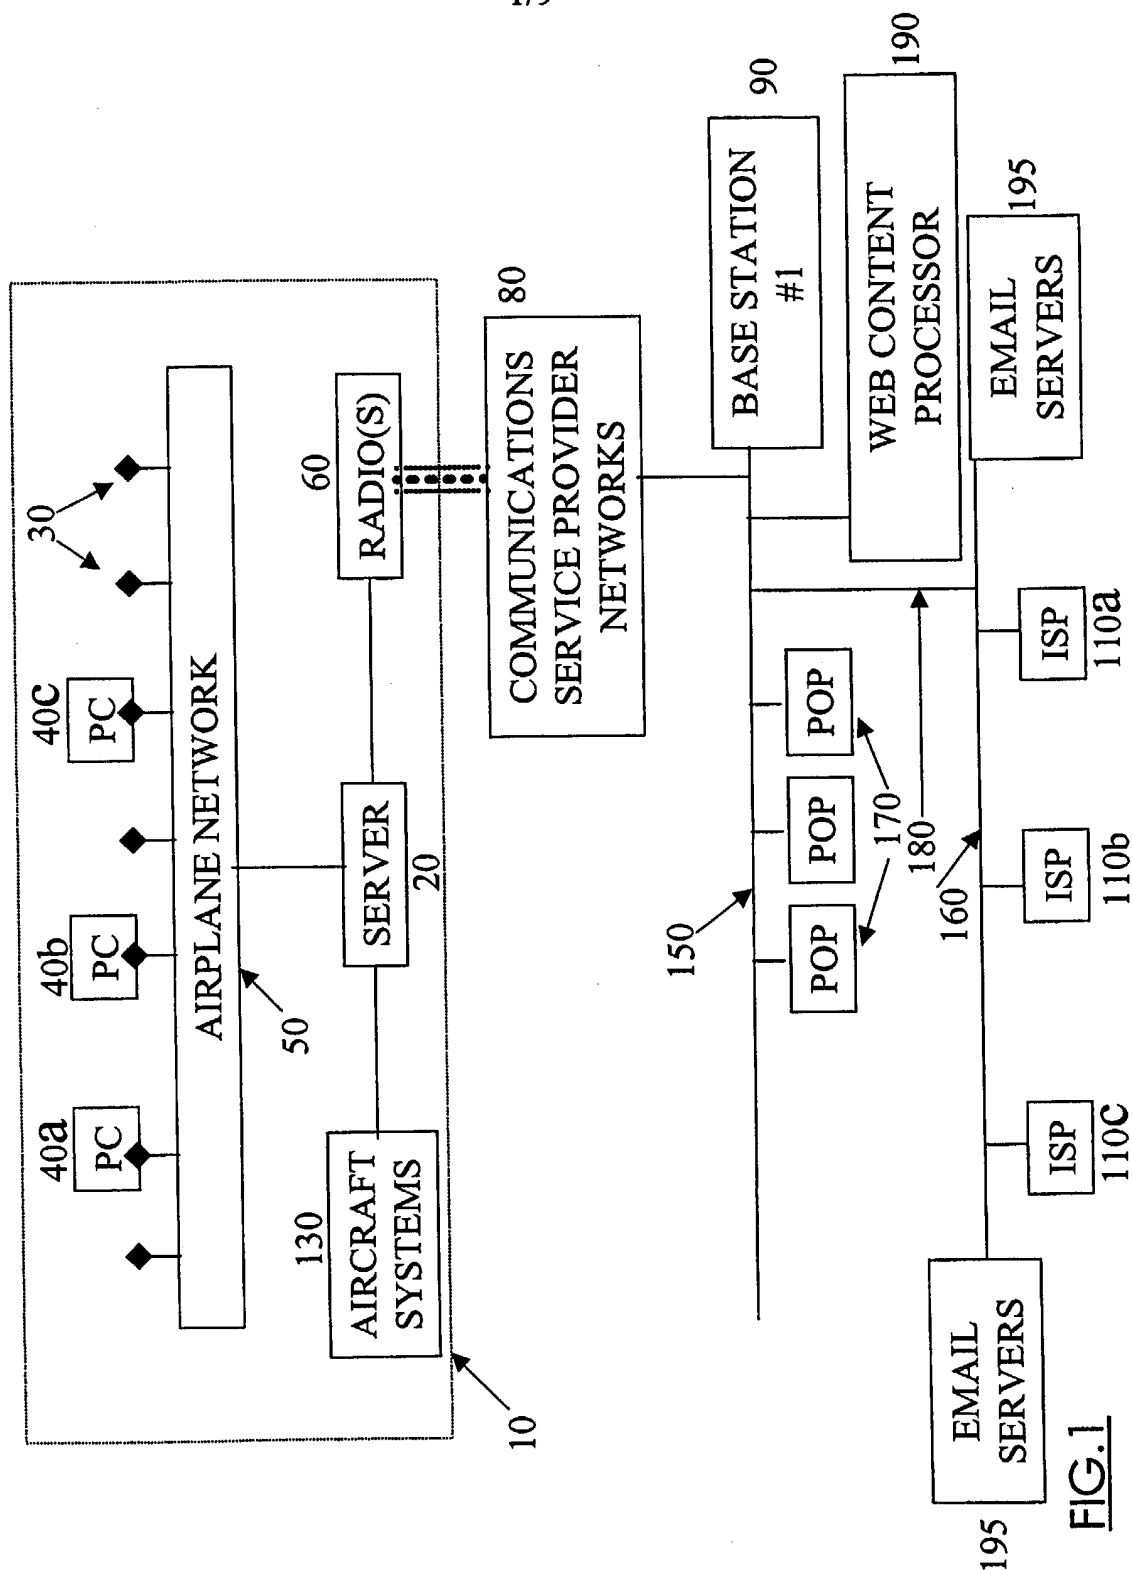 30
40a
40b
40c
PC
PC
PC
AIRPLANE NETWORK
50
130
AIRCRAFT
SYSTEMS
SERVER
20
60
RADIO(S)
10
80
COMMUNICATIONS
SERVICE PROVIDER
NETWORKS
150
POP
POP
POP
170
180
90
BASE STATION
#1
190
WEB CONTENT
PROCESSOR
160
195
EMAIL
SERVERS
195
EMAIL
SERVERS
ISP
110c
ISP
110b
ISP
110a
FIG.1